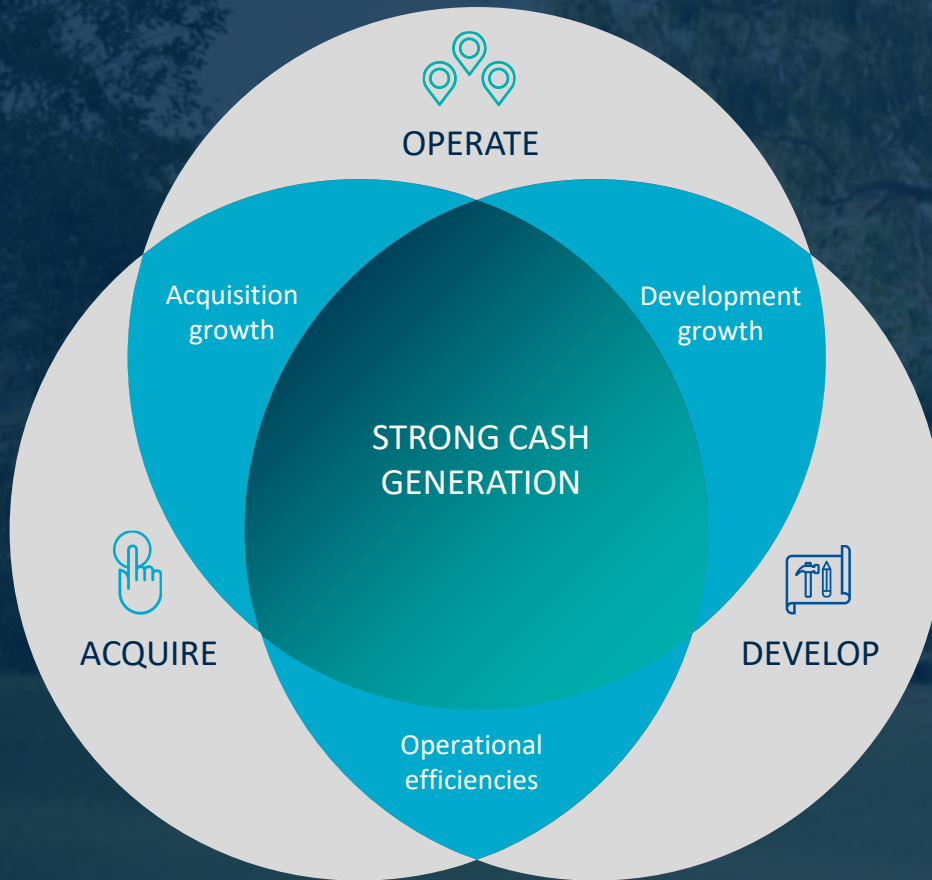 OPERATE
Acquisition
growth
Development
growth
STRONG CASH
GENERATION
ACQUIRE
DEVELOP
Operational
efficiencies